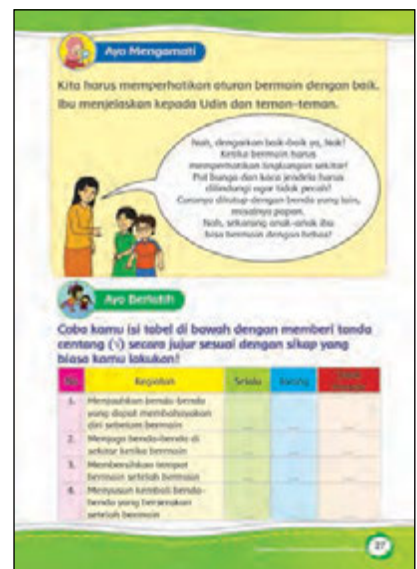 Ayo Mengamati
Kita harus memperhatikan aturan bermain dengan baik.
Ibu menjelaskan kepada Udin dan teman-teman.
Nah, dengarkan baik-baik ya, Nak!
Ketika bermain harus
memperhatikan lingkungan sekitar!
Pot bunga dan kaca jendela harus
dilindungi agar tidak pecah!
Caranya ditutup dengan benda yang lain,
misalnya papan.
Nah, sekarang anak-anak ibu
bisa bermain dengan bebas!
Ayo Berlatih
Coba kamu isi tabel di bawah dengan memberi tanda
centang (√) secara jujur sesuai dengan sikap yang
biasa kamu lakukan!
No. Kegiatan Selalu Jarang
1. Menjauhkan benda-benda
yang dapat membahayakan
diri sebelum bermain
2. Menjaga benda-benda di
sekitar ketika bermain
3. Membersihkan tempat
bermain setelah bermain
4. Menyusun kembali benda-
benda yang berserakan
setelah bermain
27